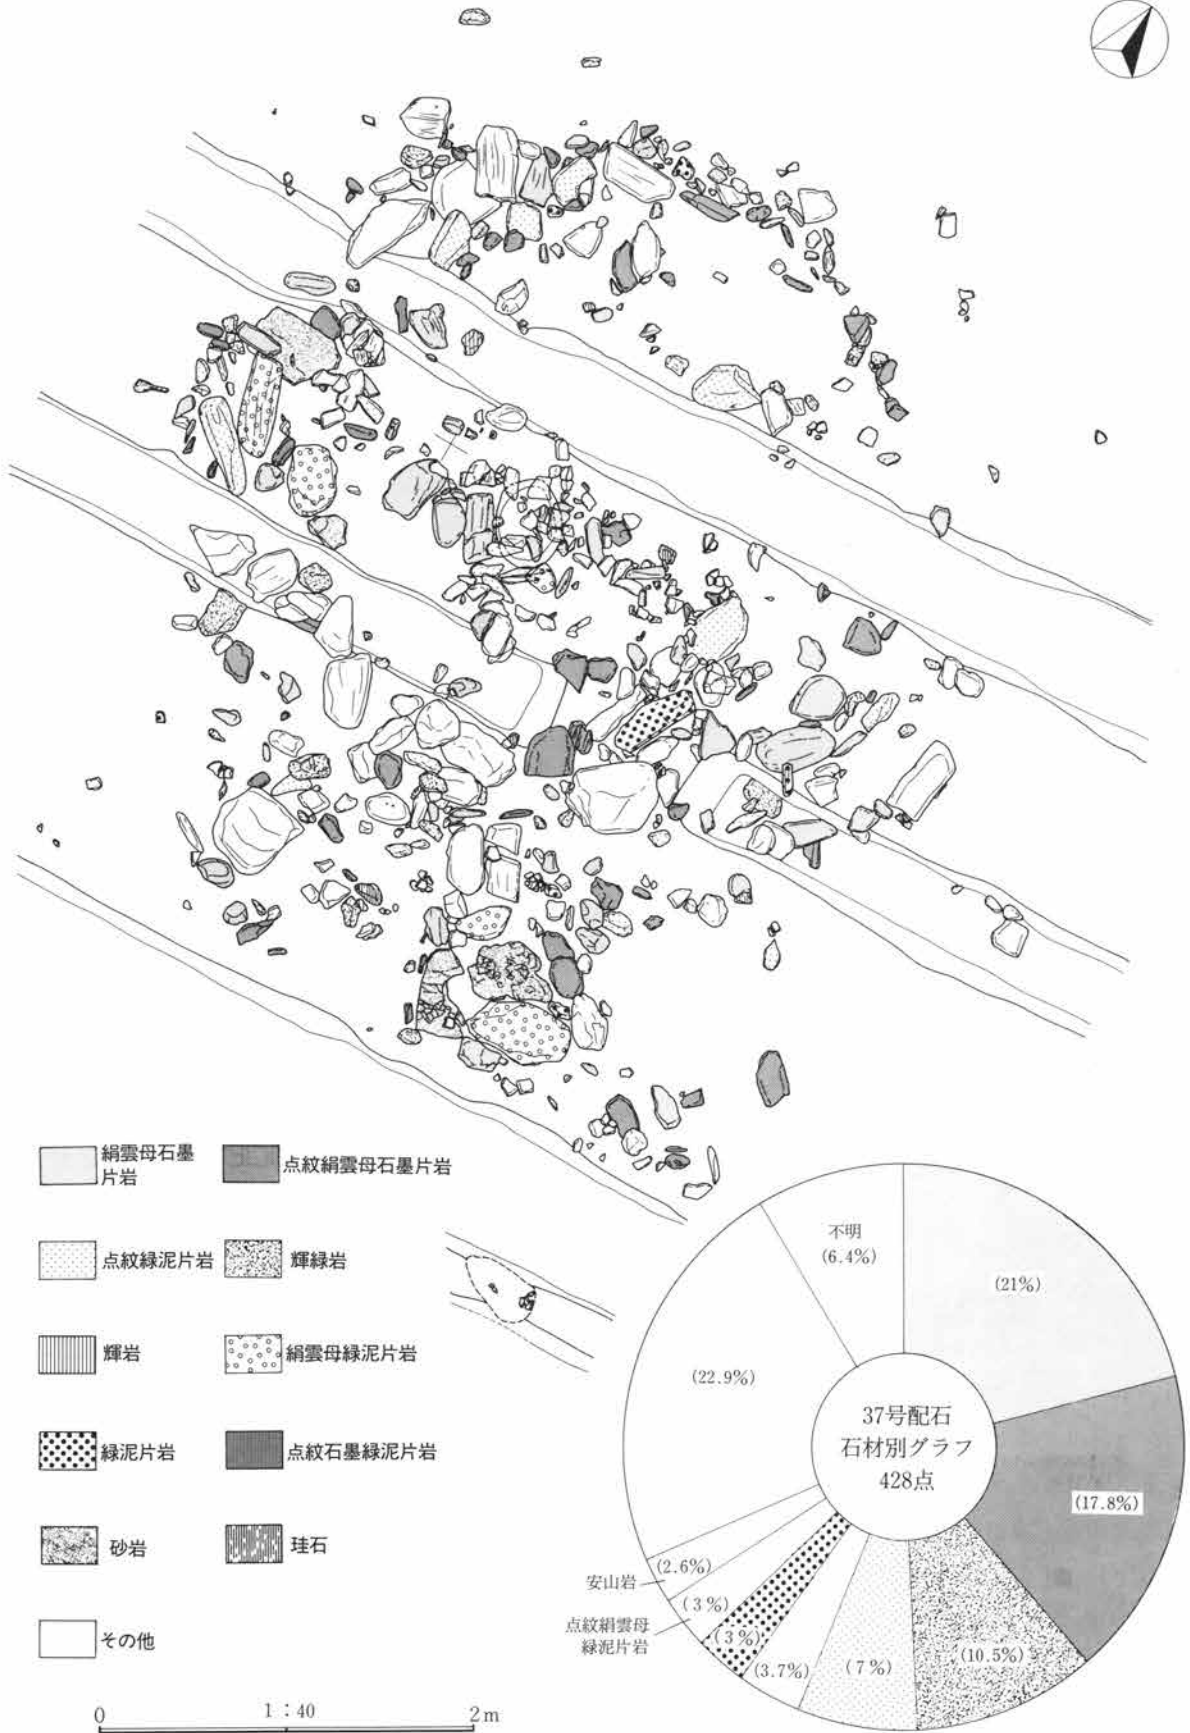 絹雲母石墨
片岩
点紋絹雲母石墨片岩
点紋緑泥片岩
輝緑岩
輝岩
絹雲母緑泥片岩
緑泥片岩
点紋石墨緑泥片岩
砂岩
珪石
その他
0
1:40
2m
不明
(6.4%)
(21%)
(22.9%)
37号配石
石材別グラフ
428点
(17.8%)
(2.6%)
安山岩
(3%)
点紋絹雲母
緑泥片岩
(3%)
(3.7%)
(7%)
(10.5%)